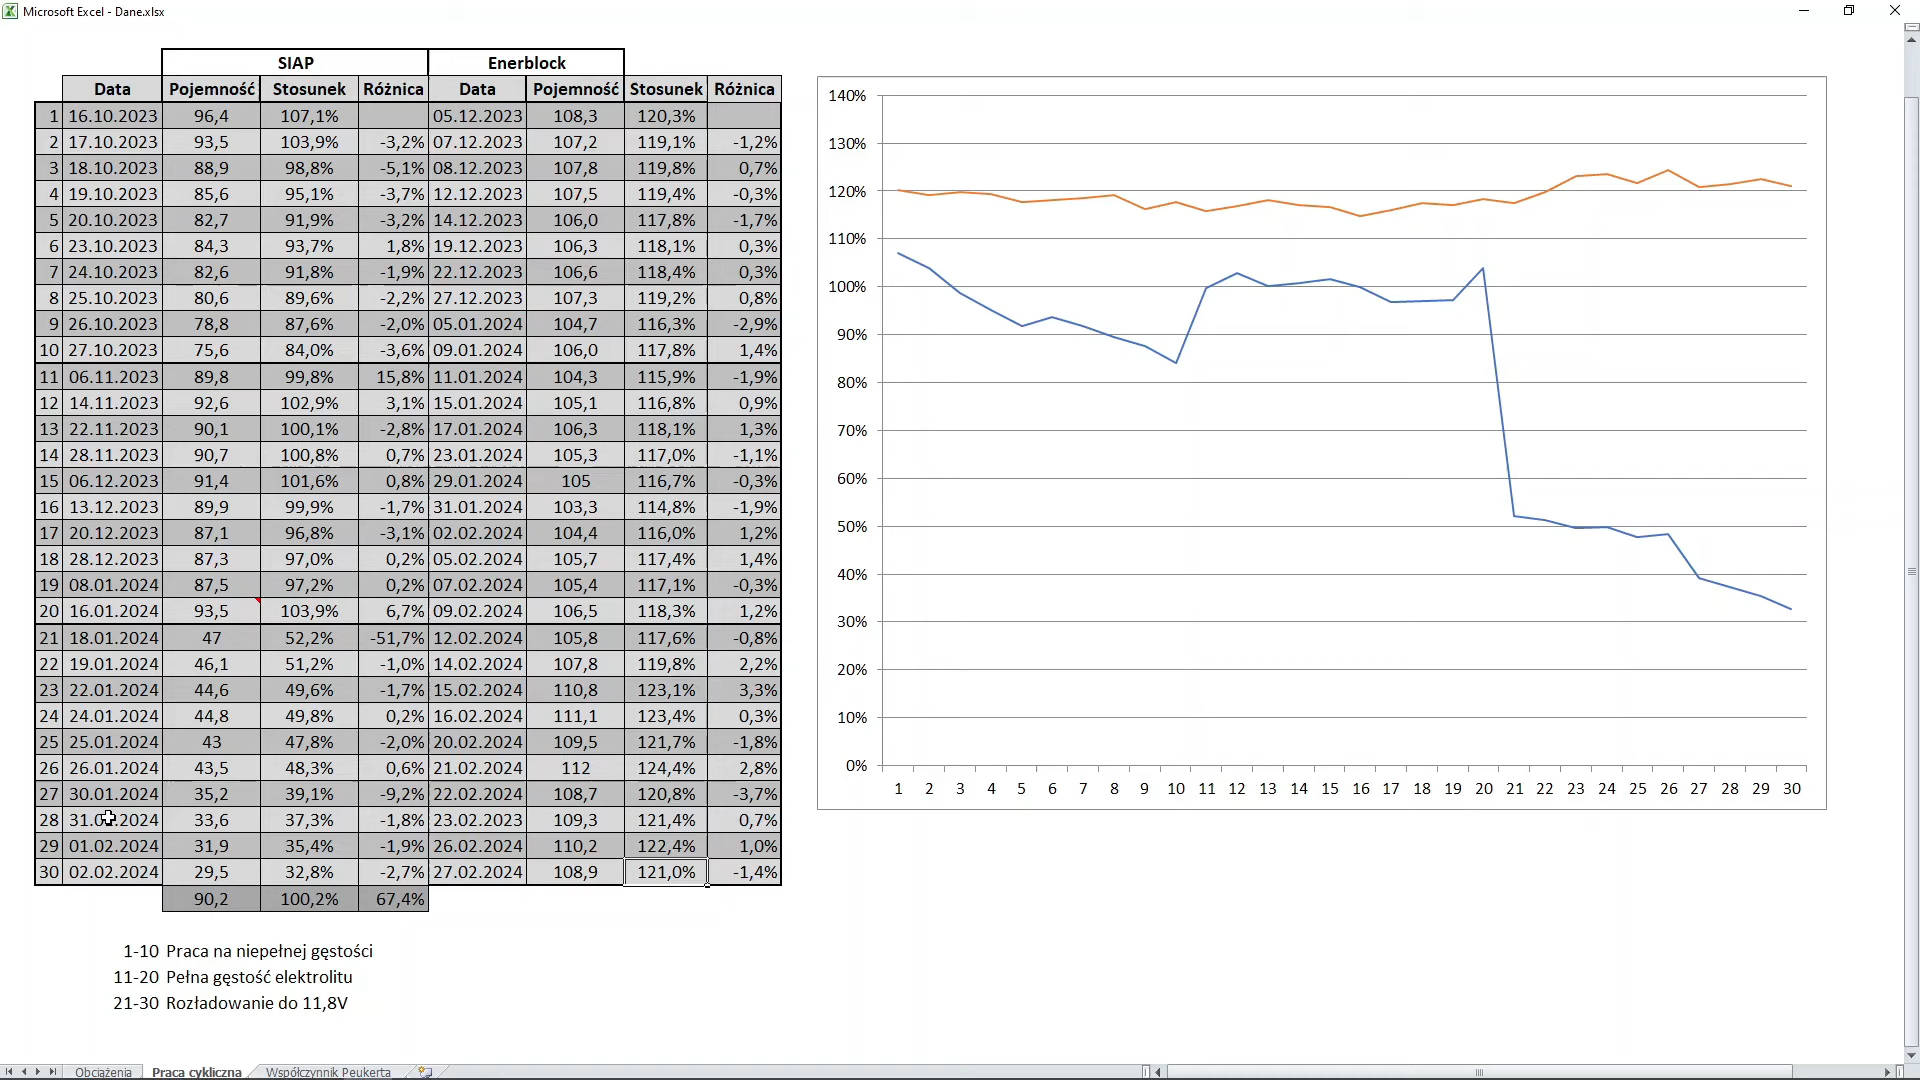 Microsoft Excel - Dane.xlsx
SIAP Enerblock
Data Pojemność Stosunek Różnica Data Pojemność Stosunek Różnica
1 16.10.2023 96,4 107,1% 05.12.2023 108,3 120,3%
2 17.10.2023 93,5 103,9% -3,2% 07.12.2023 107,2 119,1% -1,2%
3 18.10.2023 88,9 98,8% -5,1% 08.12.2023 107,8 119,8% 0,7%
4 19.10.2023 85,6 95,1% -3,7% 12.12.2023 107,5 119,4% -0,3%
5 20.10.2023 82,7 91,9% -3,2% 14.12.2023 106,0 117,8% -1,7%
6 23.10.2023 84,3 93,7% 1,8% 19.12.2023 106,3 118,1% 0,3%
7 24.10.2023 82,6 91,8% -1,9% 22.12.2023 106,6 118,4% 0,3%
8 25.10.2023 80,6 89,6% -2,2% 27.12.2023 107,3 119,2% 0,8%
9 26.10.2023 78,8 87,6% -2,0% 05.01.2024 104,7 116,3% -2,9%
10 27.10.2023 75,6 84,0% -3,6% 09.01.2024 106,0 117,8% 1,4%
11 06.11.2023 89,8 99,8% 15,8% 11.01.2024 104,3 115,9% -1,9%
12 14.11.2023 92,6 102,9% 3,1% 15.01.2024 105,1 116,8% 0,9%
13 22.11.2023 90,1 100,1% -2,8% 17.01.2024 106,3 118,1% 1,3%
14 28.11.2023 90,7 100,8% 0,7% 23.01.2024 105,3 117,0% -1,1%
15 06.12.2023 91,4 101,6% 0,8% 29.01.2024 105 116,7% -0,3%
16 13.12.2023 89,9 99,9% -1,7% 31.01.2024 103,3 114,8% -1,9%
17 20.12.2023 87,1 96,8% -3,1% 02.02.2024 104,4 116,0% 1,2%
18 28.12.2023 87,3 97,0% 0,2% 05.02.2024 105,7 117,4% 1,4%
19 08.01.2024 87,5 97,2% 0,2% 07.02.2024 105,4 117,1% -0,3%
20 16.01.2024 93,5 103,9% 6,7% 09.02.2024 106,5 118,3% 1,2%
21 18.01.2024 47 52,2% -51,7% 12.02.2024 105,8 117,6% -0,8%
22 19.01.2024 46,1 51,2% -1,0% 14.02.2024 107,8 119,8% 2,2%
23 22.01.2024 44,6 49,6% -1,7% 15.02.2024 110,8 123,1% 3,3%
24 24.01.2024 44,8 49,8% 0,2% 16.02.2024 111,1 123,4% 0,3%
25 25.01.2024 43 47,8% -2,0% 20.02.2024 109,5 121,7% -1,8%
26 26.01.2024 43,5 48,3% 0,6% 21.02.2024 112 124,4% 2,8%
27 30.01.2024 35,2 39,1% -9,2% 22.02.2024 108,7 120,8% -3,7%
28 33,6 37,3% -1,8% 23.02.2024 109,3 121,4% 0,7%
29 01.02.2024 31,9 35,4% -1,9% 26.02.2024 110,2 122,4% 1,0%
30 02.02.2024 29,5 32,8% -2,7% 27.02.2024 108,9 121,0% -1,4%
90,2 100,2% 67,4%
1-10 Praca na niepełnej gęstości
11-20 Pełna gęstość elektrolitu
21-30 Rozładowanie do 11,8V
140%
130%
120%
110%
100%
90%
80%
70%
60%
50%
40%
30%
20%
10%
0%
1 2 3 4 5 6 7 8 9 10 11 12 13 14 15 16 17 18 19 20 21 22 23 24 25 26 27 28 29 30
Obciążenia Praca cykliczna Współczynnik Peukerta